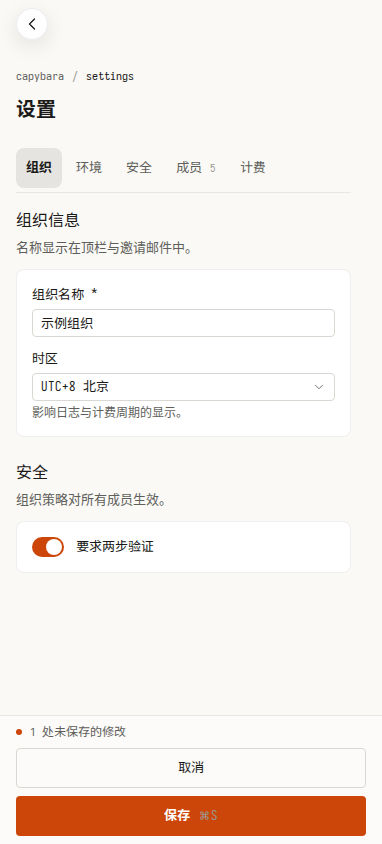 capybara / settings
设置
组织 环境 安全 成员 5 计费
组织信息
名称显示在顶栏与邀请邮件中。
组织名称 *
示例组织
时区
UTC+8 北京
影响日志与计费周期的显示。
安全
组织策略对所有成员生效。
要求两步验证
1 处未保存的修改
取消
保存 ⌘S